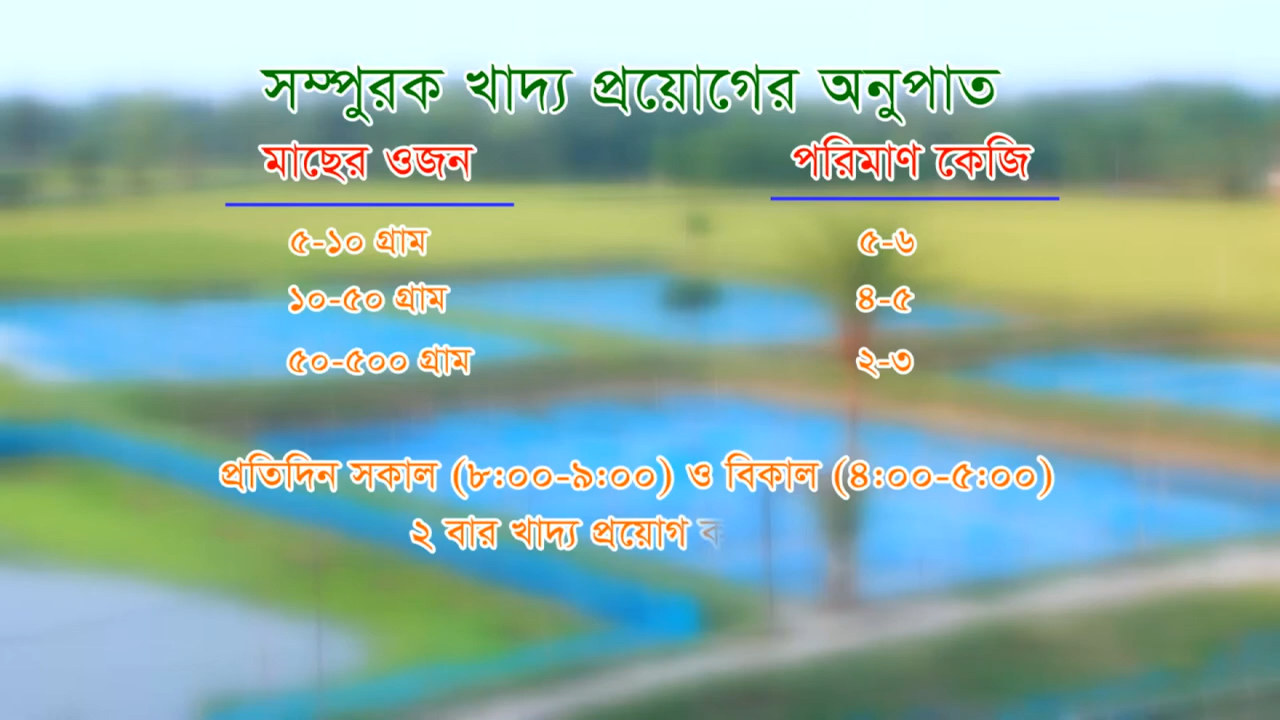 সম্পুরক খাদ্য প্রয়োগের অনুপাত
মাছের ওজন পরিমাণ কেজি
৫-১০ গ্রাম ৫-৬
১০-৫০ গ্রাম ৪-৫
৫০-৫০০ গ্রাম ২-৩
প্রতিদিন সকাল (৮:০০-৯:০০) ও বিকাল (৪:০০-৫:০০)
২ বার খাদ্য প্রয়োগ ক